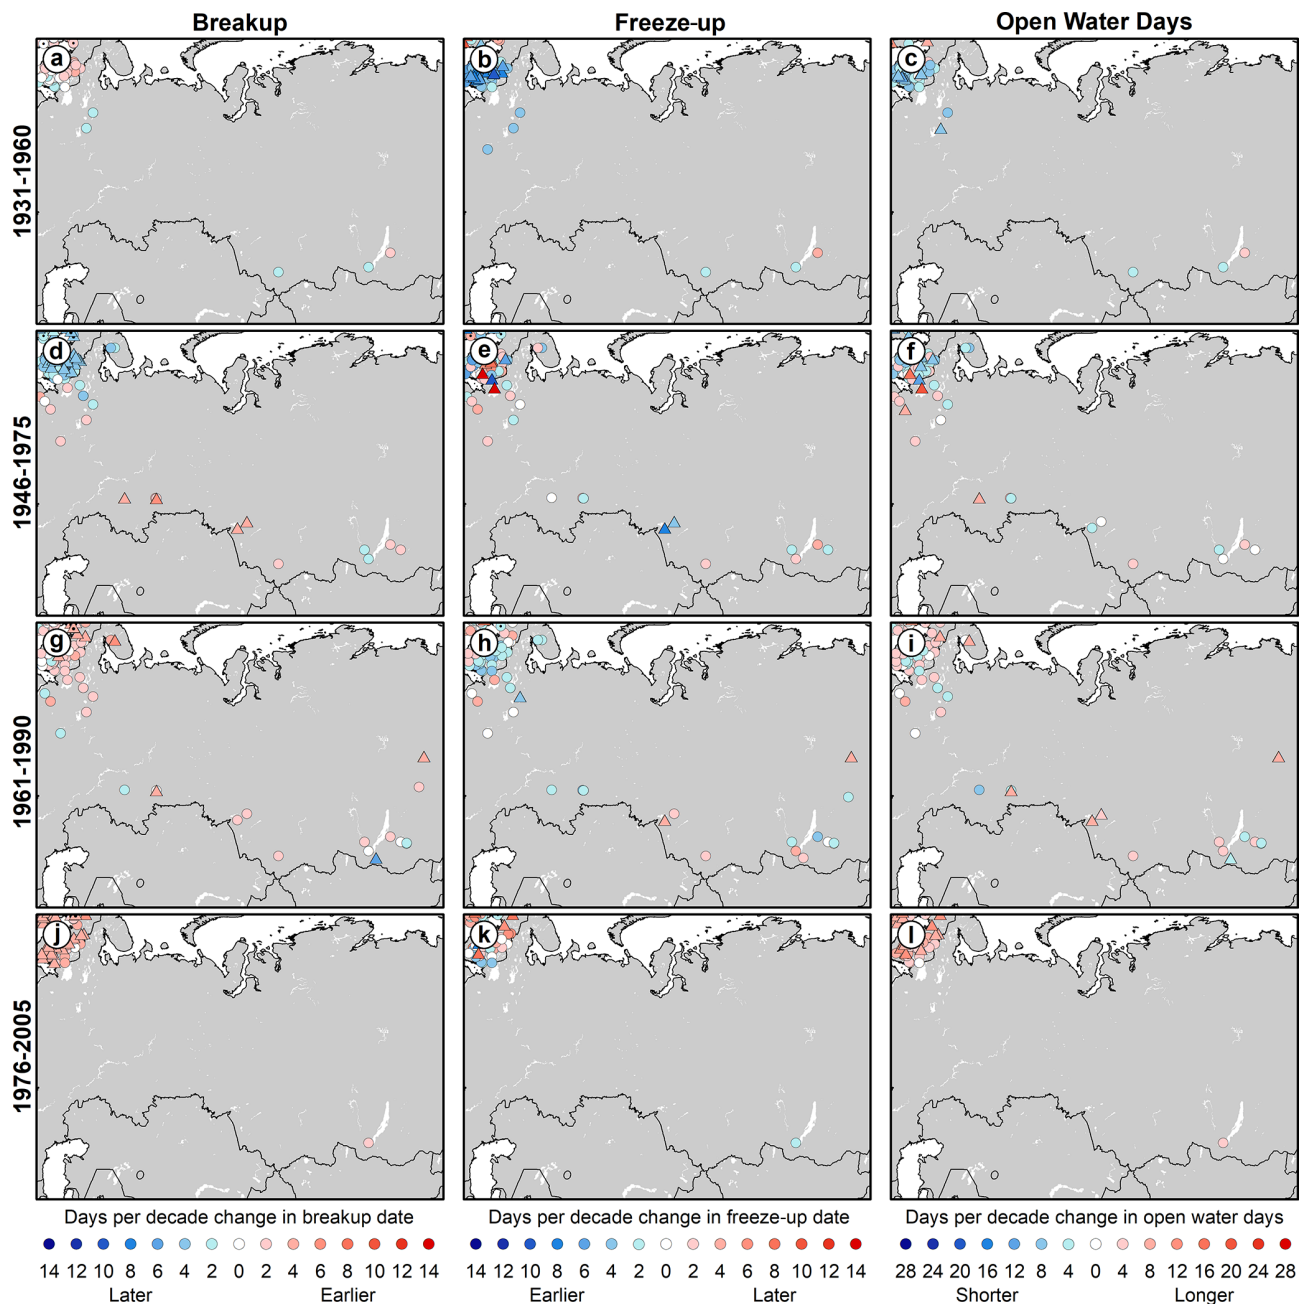 Breakup Freeze-up Open Water Days
1931-1960
a b c
1946-1975
d e f
1961-1990
g h i
1976-2005
j k l
Days per decade change in breakup date
14 12 10 8 6 4 2 0 2 4 6 8 10 12 14
Later Earlier
Days per decade change in freeze-up date
14 12 10 8 6 4 2 0 2 4 6 8 10 12 14
Earlier Later
Days per decade change in open water days
28 24 20 16 12 8 4 0 4 8 12 16 20 24 28
Shorter Longer